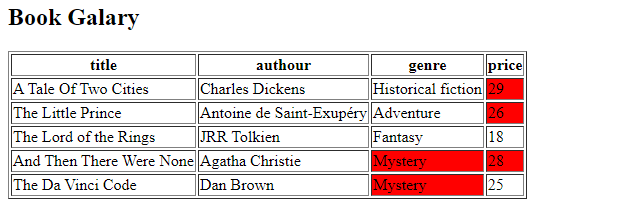 Book Galary
title authour genre price
A Tale Of Two Cities Charles Dickens Historical fiction 29
The Little Prince Antoine de Saint-Exupéry Adventure 26
The Lord of the Rings JRR Tolkien Fantasy 18
And Then There Were None Agatha Christie Mystery 28
The Da Vinci Code Dan Brown Mystery 25